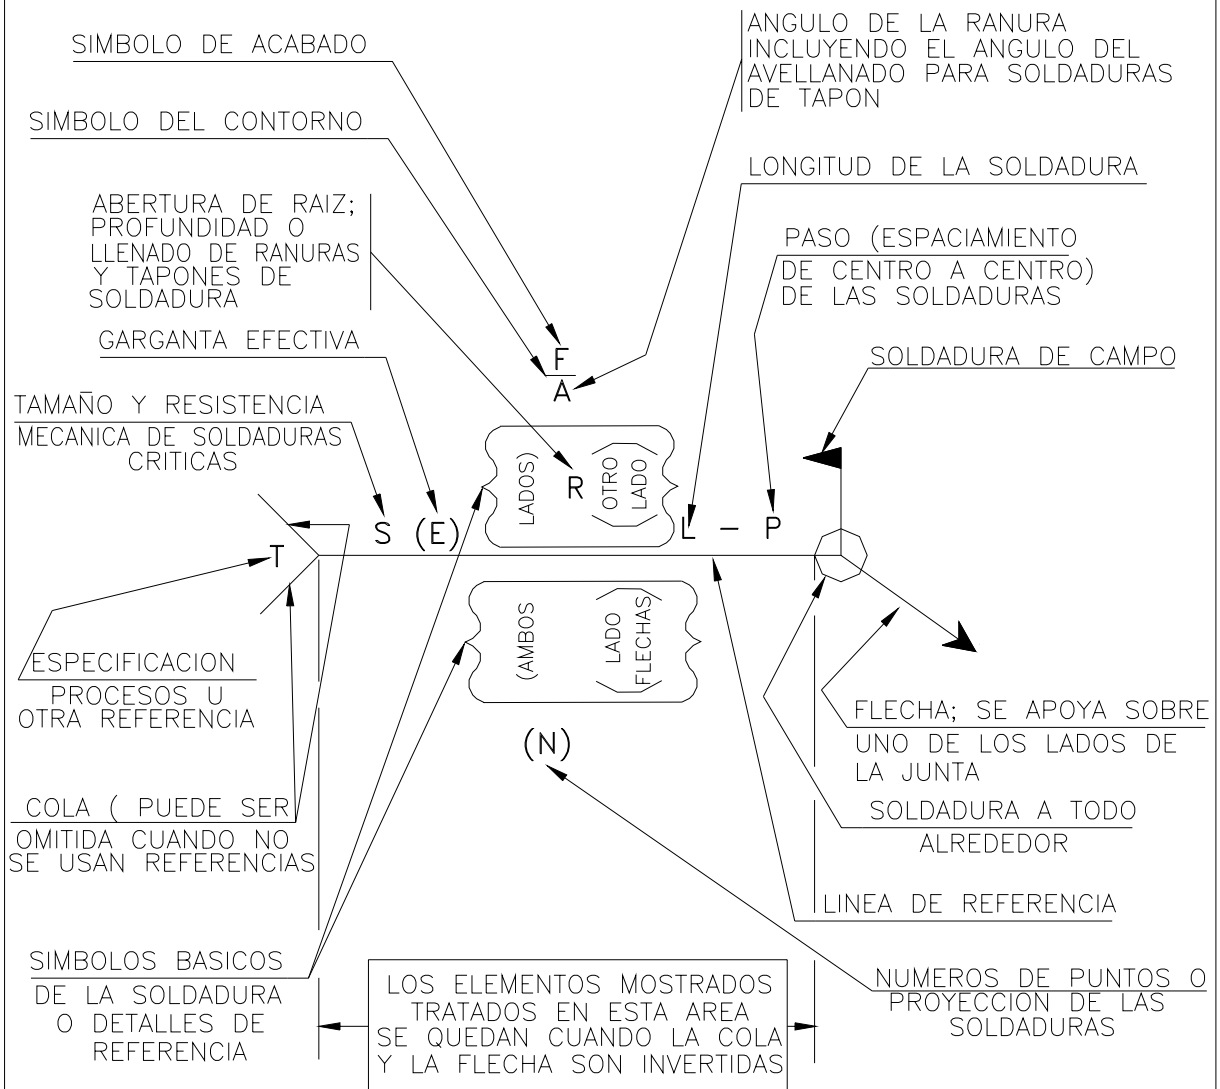 SIMBOLO DE ACABADO
ANGULO DE LA RANURA
INCLUYENDO EL ANGULO DEL
AVELLANADO PARA SOLDADURAS
DE TAPON
SIMBOLO DEL CONTORNO
LONGITUD DE LA SOLDADURA
ABERTURA DE RAIZ;
PROFUNDIDAD O
LLENADO DE RANURAS
Y TAPONES DE
SOLDADURA
PASO (ESPACIAMIENTO
DE CENTRO A CENTRO)
DE LAS SOLDADURAS
GARGANTA EFECTIVA
F
A
SOLDADURA DE CAMPO
TAMAÑO Y RESISTENCIA
MECANICA DE SOLDADURAS
CRITICAS
LADOS)
R
(OTRO
LADO)
S (E)
L - P
T
(AMBOS
(LADO
FLECHAS)
ESPECIFICACION
PROCESOS U
OTRA REFERENCIA
(N)
FLECHA; SE APOYA SOBRE
UNO DE LOS LADOS DE
LA JUNTA
COLA ( PUEDE SER
OMITIDA CUANDO NO
SE USAN REFERENCIAS
SOLDADURA A TODO
ALREDEDOR
LINEA DE REFERENCIA
SIMBOLOS BASICOS
DE LA SOLDADURA
O DETALLES DE
REFERENCIA
LOS ELEMENTOS MOSTRADOS
TRATADOS EN ESTA AREA
SE QUEDAN CUANDO LA COLA
Y LA FLECHA SON INVERTIDAS
NUMEROS DE PUNTOS O
PROYECCION DE LAS
SOLDADURAS